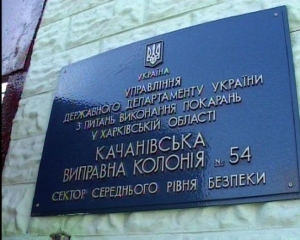 УКРАЇНА
УПРАВЛІННЯ
ДЕРЖАВНОГО ДЕПАРТАМЕНТУ УКРАЇНИ
З ПИТАНЬ ВИКОНАННЯ ПОКАРАНЬ
У ХАРКІВСЬКІЙ ОБЛАСТІ
КАЧАНІВСЬКА
ВИПРАВНА КОЛОНІЯ № 54
СЕКТОР СЕРЕДНЬОГО РІВНЯ БЕЗПЕКИ